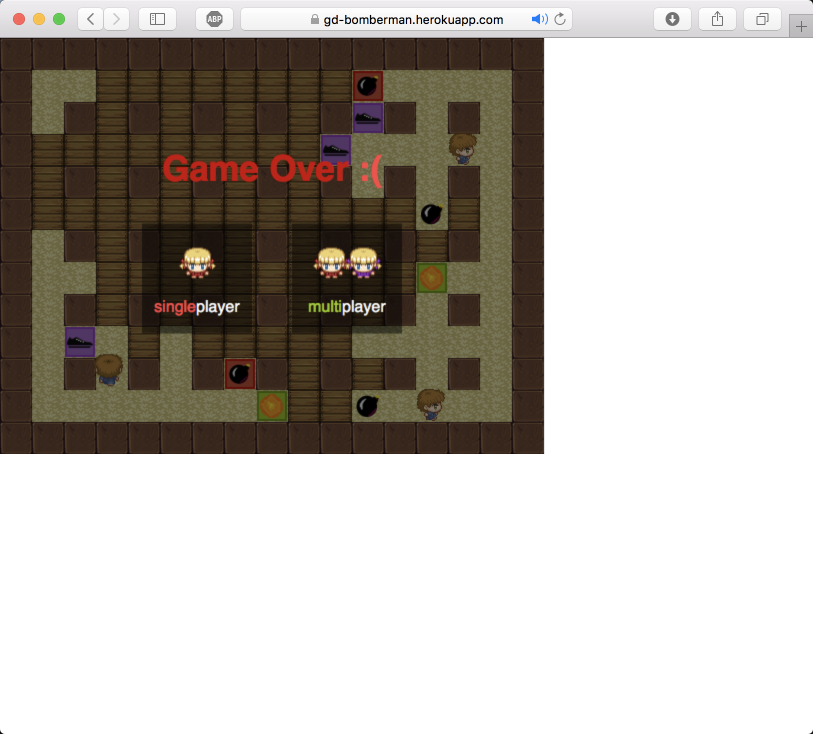 ABP
gd-bomberman.herokuapp.com
Game Over :(
singleplayer
multiplayer